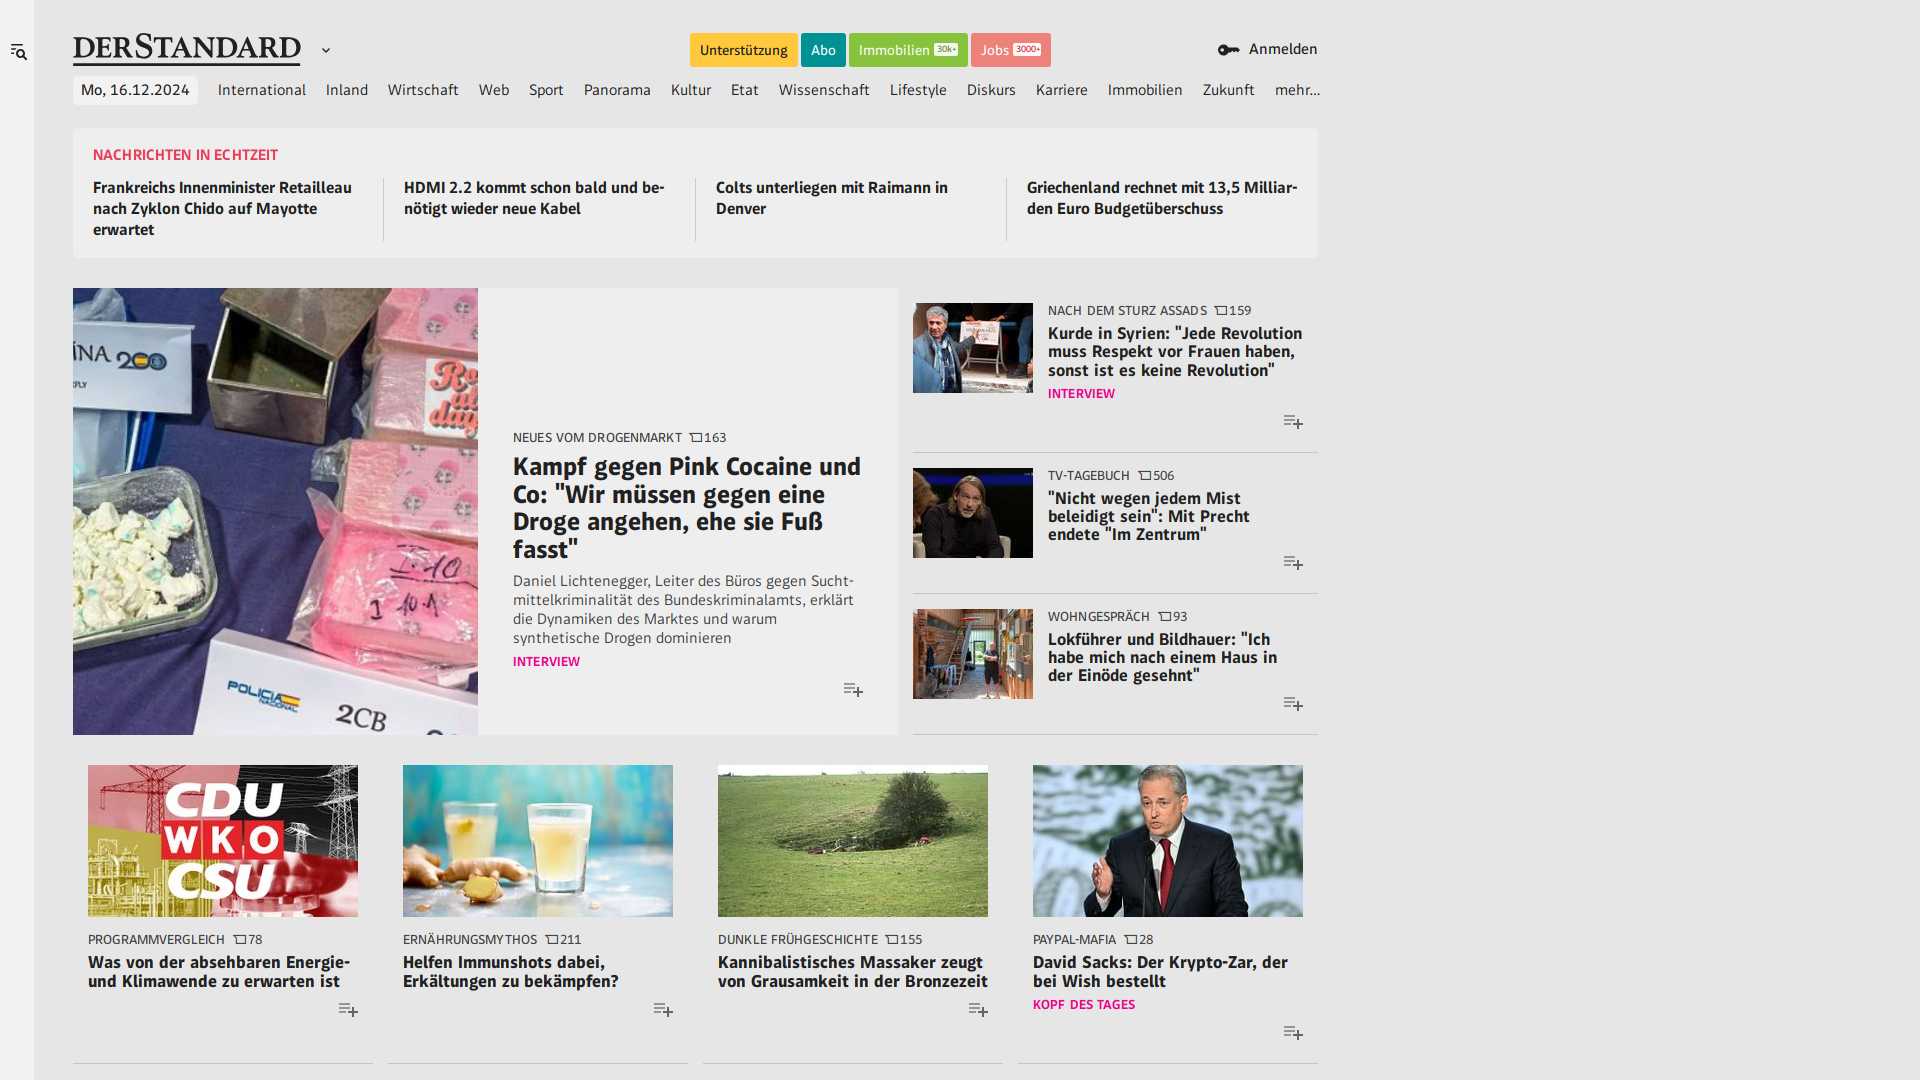 DERSTANDARD
Unterstützung
Abo
Immobilien 30k+
Jobs 3000+
Anmelden
Mo, 16.12.2024
International
Inland
Wirtschaft
Web
Sport
Panorama
Kultur
Etat
Wissenschaft
Lifestyle
Diskurs
Karriere
Immobilien
Zukunft
mehr...
NACHRICHTEN IN ECHTZEIT
Frankreichs Innenminister Retailleau
nach Zyklon Chido auf Mayotte
erwartet
HDMI 2.2 kommt schon bald und be-
nötigt wieder neue Kabel
Colts unterliegen mit Raimann in
Denver
Griechenland rechnet mit 13,5 Milliar-
den Euro Budgetüberschuss
200
POLICIA
NACIONAL
2CB
NEUES VOM DROGENMARKT 163
Kampf gegen Pink Cocaine und
Co: "Wir müssen gegen eine
Droge angehen, ehe sie Fuß
fasst"
Daniel Lichtenegger, Leiter des Büros gegen Sucht-
mittelkriminalität des Bundeskriminalamts, erklärt
die Dynamiken des Marktes und warum
synthetische Drogen dominieren
INTERVIEW
NACH DEM STURZ ASSADS 159
Kurde in Syrien: "Jede Revolution
muss Respekt vor Frauen haben,
sonst ist es keine Revolution"
INTERVIEW
TV-TAGEBUCH 506
"Nicht wegen jedem Mist
beleidigt sein": Mit Precht
endete "Im Zentrum"
WOHNGESPRÄCH 93
Lokführer und Bildhauer: "Ich
habe mich nach einem Haus in
der Einöde gesehnt"
CDU
WKO
CSU
PROGRAMMVERGLEICH 78
Was von der absehbaren Energie-
und Klimawende zu erwarten ist
ERNÄHRUNGSMYTHOS 211
Helfen Immunshots dabei,
Erkältungen zu bekämpfen?
DUNKLE FRÜHGESCHICHTE 155
Kannibalistisches Massaker zeugt
von Grausamkeit in der Bronzezeit
PAYPAL-MAFIA 28
David Sacks: Der Krypto-Zar, der
bei Wish bestellt
KOPF DES TAGES